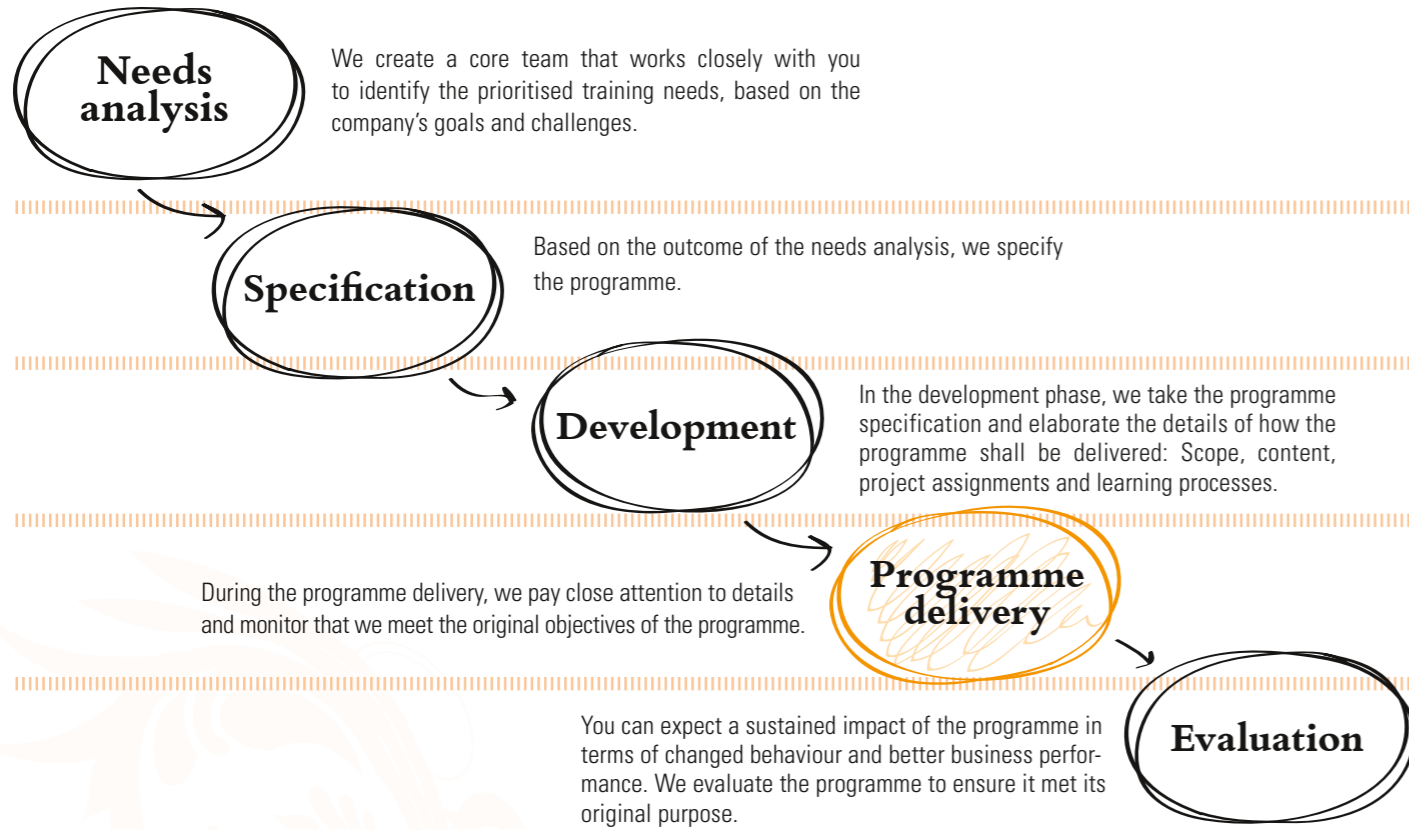 Needs
analysis
We create a core team that works closely with you
to identify the prioritised training needs, based on the
company's goals and challenges.
Specification
Based on the outcome of the needs analysis, we specify
the programme.
Development
In the development phase, we take the programme
specification and elaborate the details of how the
programme shall be delivered: Scope, content,
project assignments and learning processes.
Programme
delivery
During the programme delivery, we pay close attention to details
and monitor that we meet the original objectives of the programme.
Evaluation
You can expect a sustained impact of the programme in
terms of changed behaviour and better business perfor-
mance. We evaluate the programme to ensure it met its
original purpose.